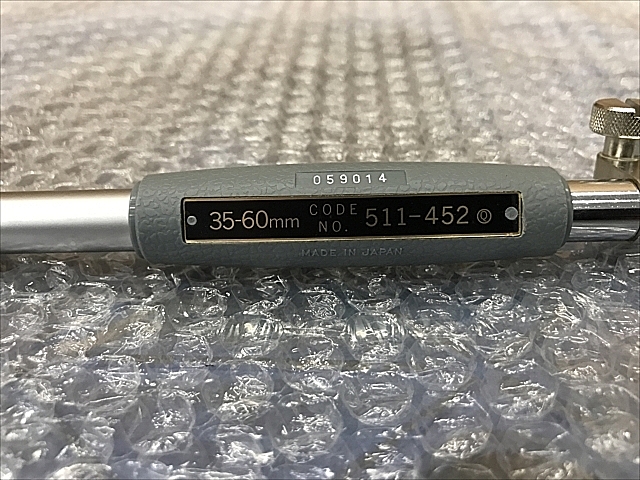 059014
35-60mm CODE NO. 511-452 Ⓠ
MADE IN JAPAN